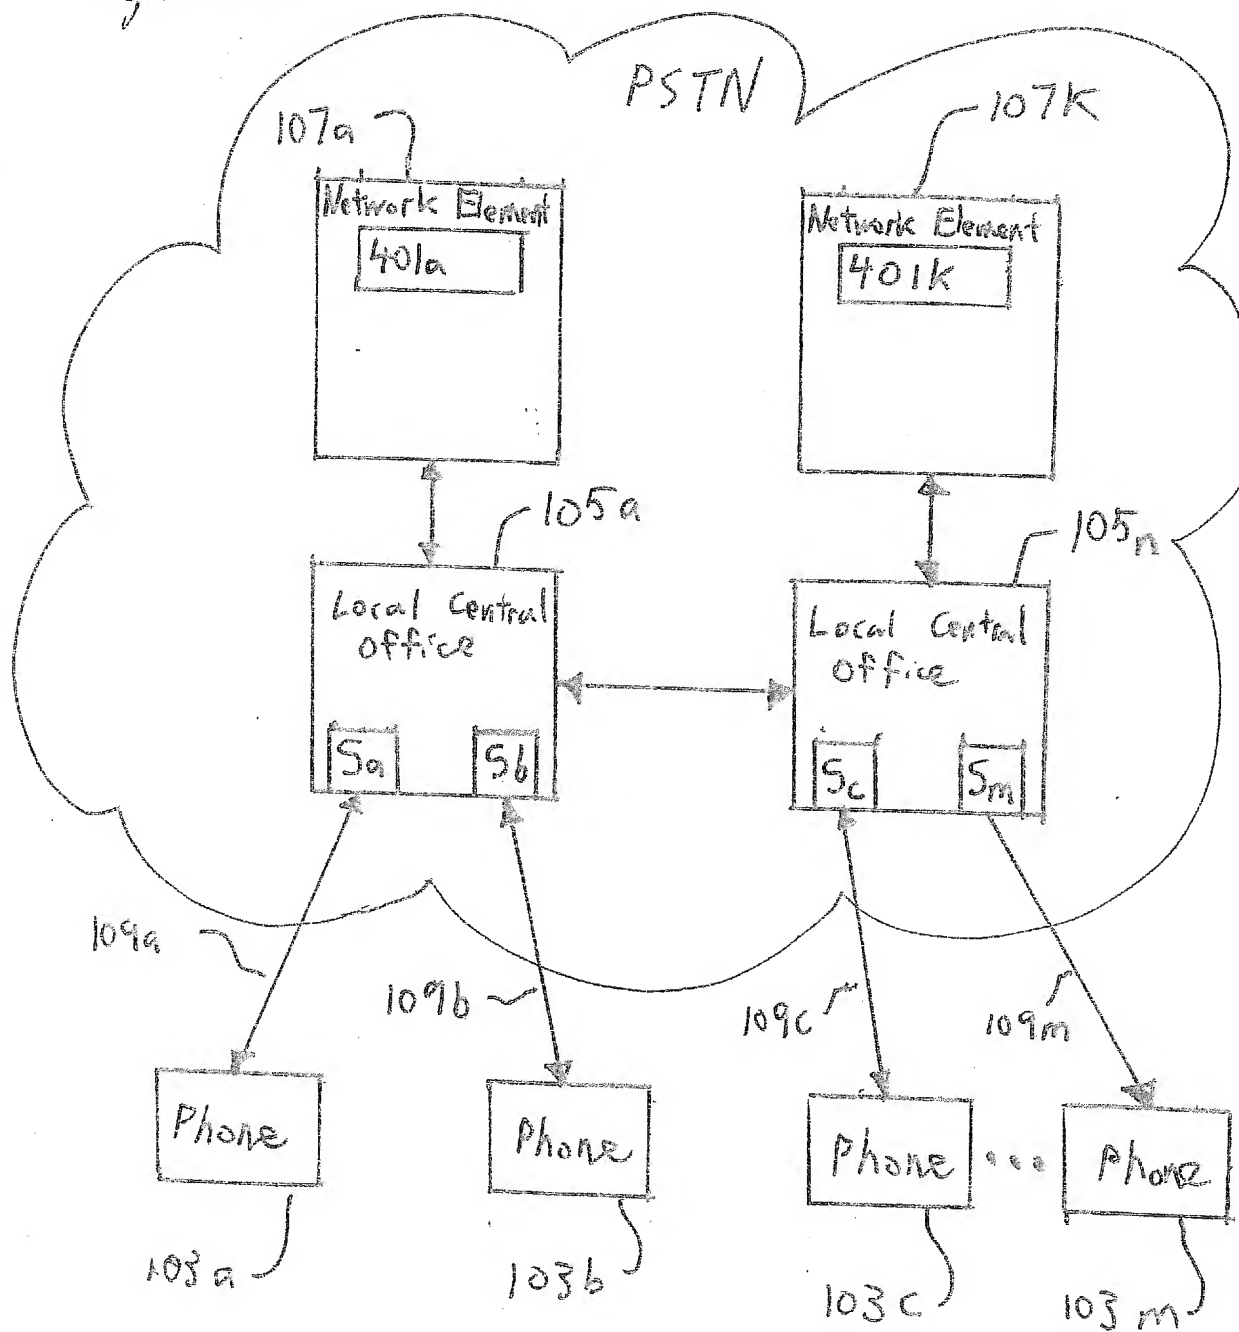 PSTN
107a
107k
Network Element
401a
Network Element
401k
105a
105n
Local Central
Office
Local Central
Office
Sa
Sb
Sc
Sm
109a
109b
109c
109m
Phone
Phone
Phone
...
Phone
103a
103b
103c
103m